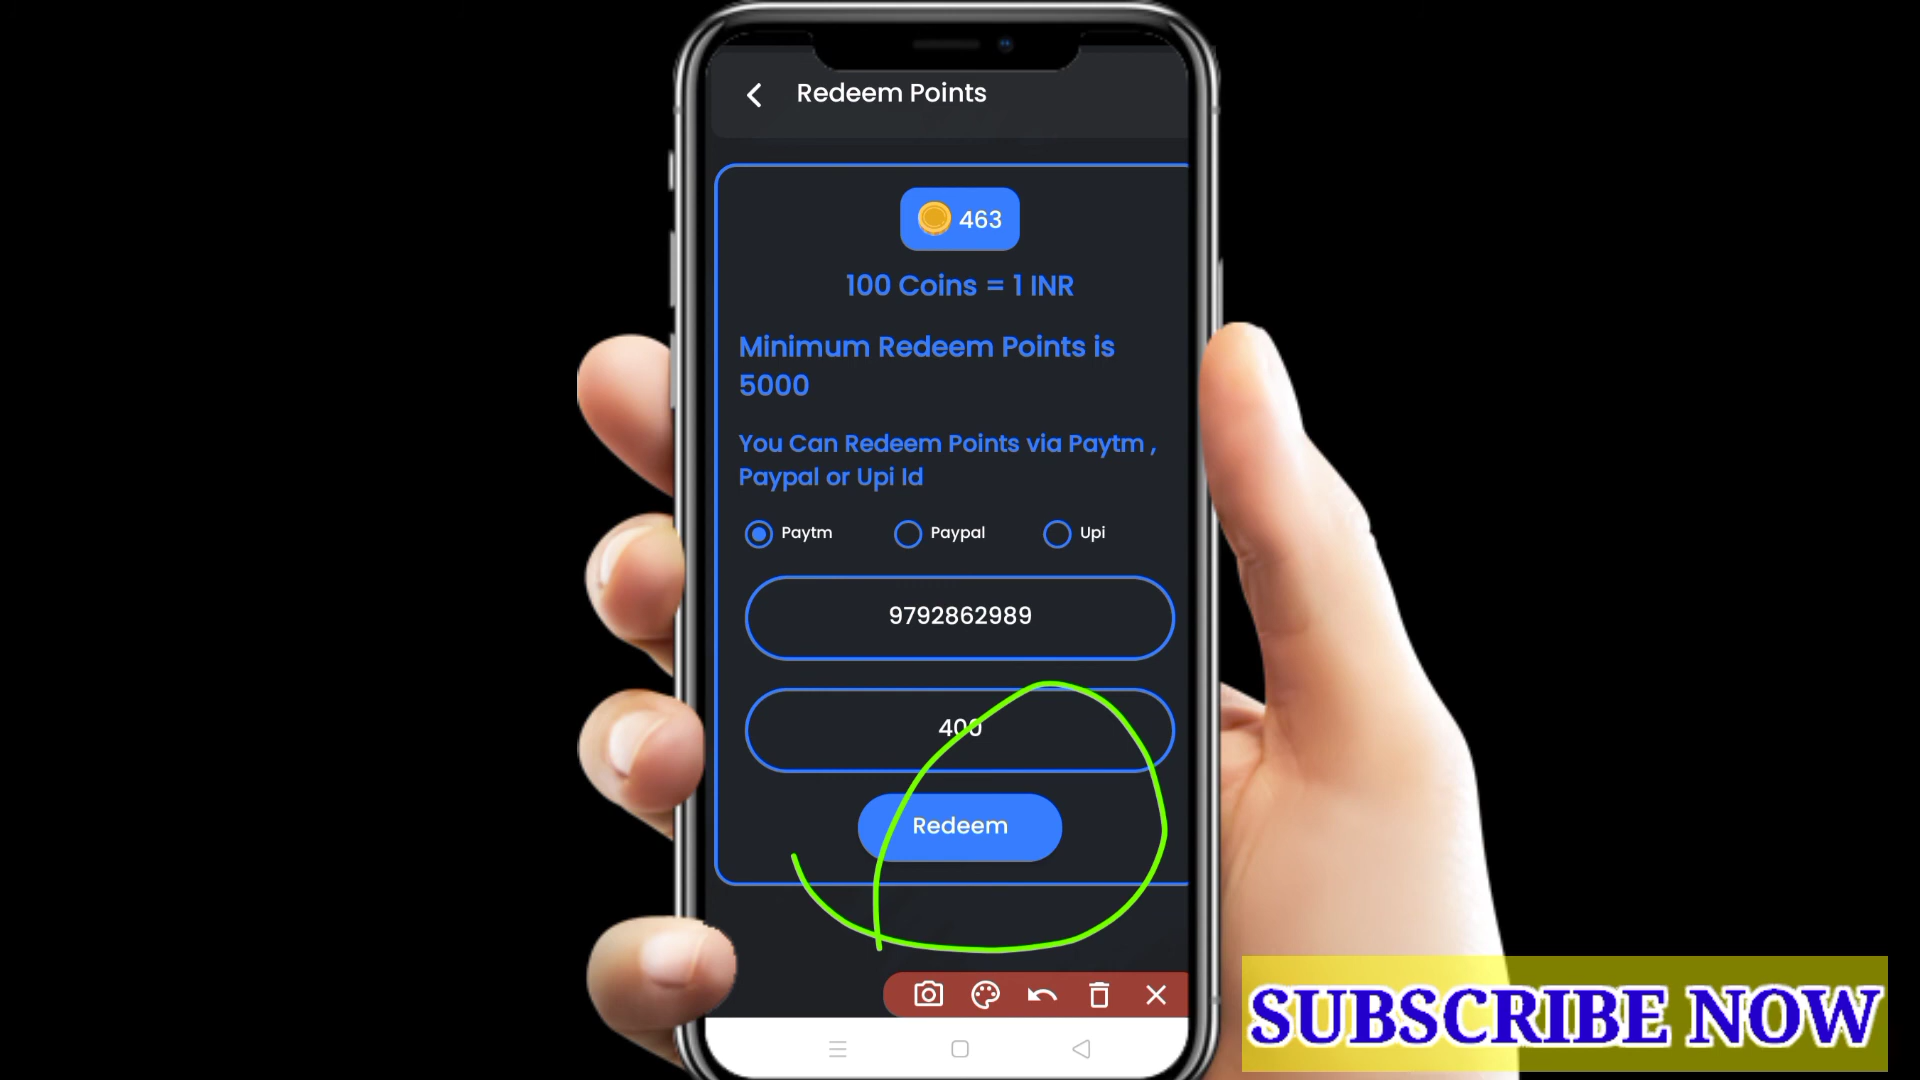 Redeem Points
463
100 Coins = 1 INR
Minimum Redeem Points is
5000
You Can Redeem Points via Paytm ,
Paypal or Upi Id
Paytm Paypal Upi
9792862989
400
Redeem
SUBSCRIBE NOW